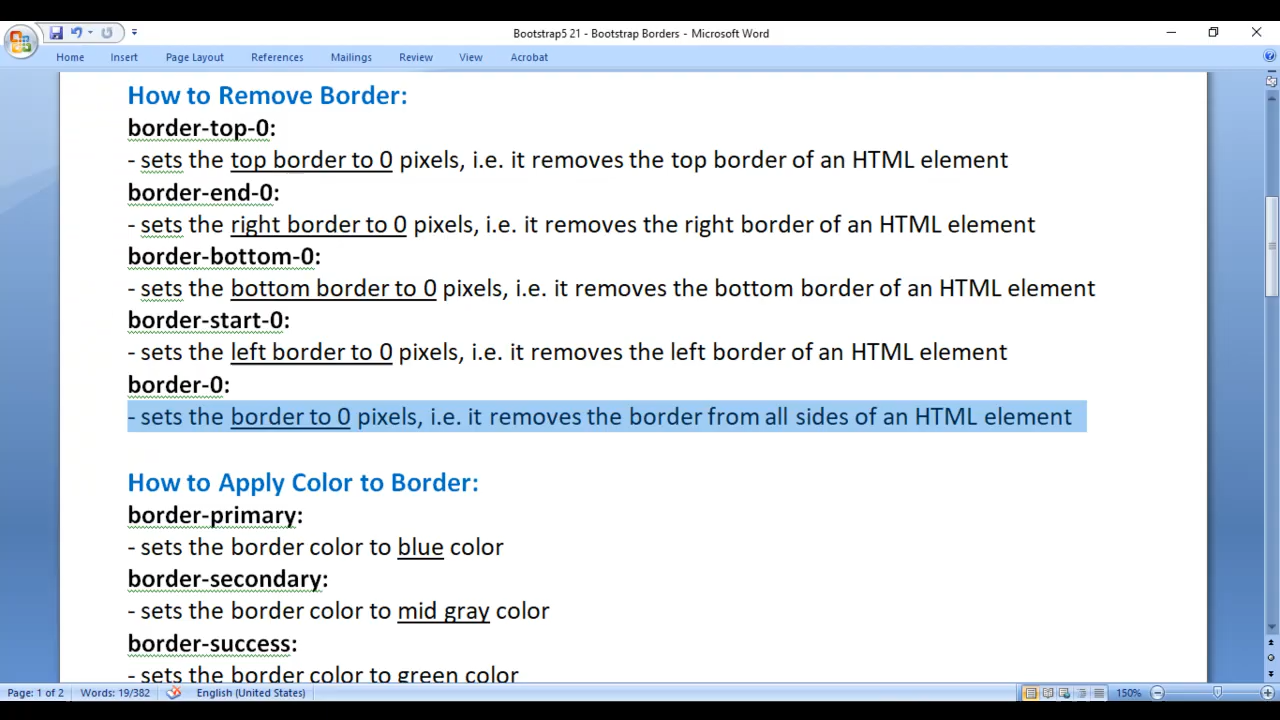 Bootstrap5 21 - Bootstrap Borders - Microsoft Word
Home Insert Page Layout References Mailings Review View Acrobat
How to Remove Border:
border-top-0:
- sets the top border to 0 pixels, i.e. it removes the top border of an HTML element
border-end-0:
- sets the right border to 0 pixels, i.e. it removes the right border of an HTML element
border-bottom-0:
- sets the bottom border to 0 pixels, i.e. it removes the bottom border of an HTML element
border-start-0:
- sets the left border to 0 pixels, i.e. it removes the left border of an HTML element
border-0:
- sets the border to 0 pixels, i.e. it removes the border from all sides of an HTML element
How to Apply Color to Border:
border-primary:
- sets the border color to blue color
border-secondary:
- sets the border color to mid gray color
border-success:
- sets the border color to green color
Page: 1 of 2 Words: 19/382 English (United States) 150%